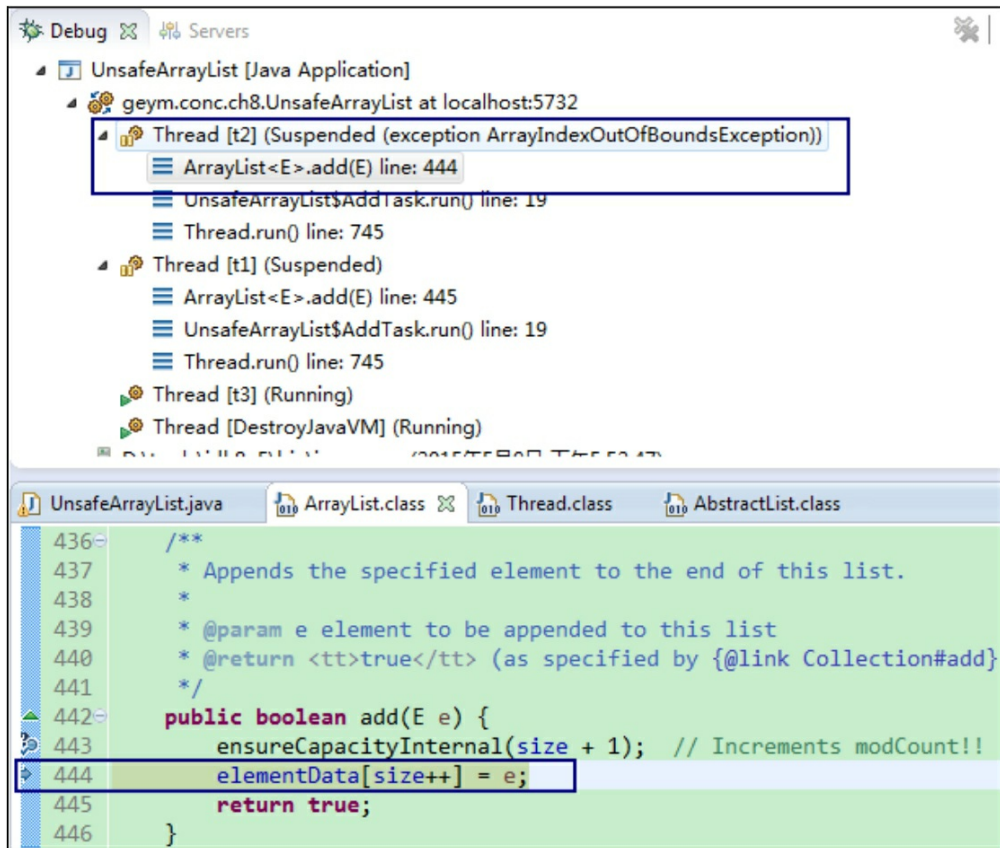 Debug Servers
UnsafeArrayList [Java Application]
geym.conc.ch8.UnsafeArrayList at localhost:5732
Thread [t2] (Suspended (exception ArrayIndexOutOfBoundsException))
ArrayList<E>.add(E) line: 444
UnsafeArrayList$AddTask.run() line: 19
Thread.run() line: 745
Thread [t1] (Suspended)
ArrayList<E>.add(E) line: 445
UnsafeArrayList$AddTask.run() line: 19
Thread.run() line: 745
Thread [t3] (Running)
Thread [DestroyJavaVM] (Running)
UnsafeArrayList.java ArrayList.class Thread.class AbstractList.class
436 /**
437 * Appends the specified element to the end of this list.
438 *
439 * @param e element to be appended to this list
440 * @return <tt>true</tt> (as specified by {@link Collection#add}
441 */
442 public boolean add(E e) {
443 ensureCapacityInternal(size + 1); // Increments modCount!!
444 elementData[size++] = e;
445 return true;
446 }